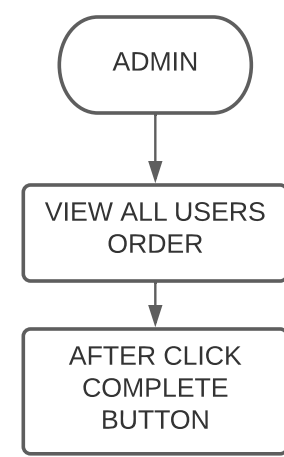 ADMIN
VIEW ALL USERS
ORDER
AFTER CLICK
COMPLETE
BUTTON